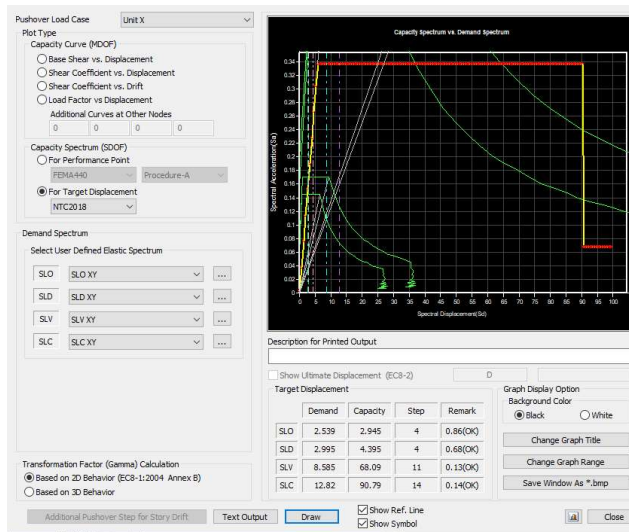 Pushover Load Case
Unit X
Plot Type
Capacity Curve (MDOF)
Base Shear vs. Displacement
Shear Coefficient vs. Displacement
Shear Coefficient vs. Drift
Load Factor vs Displacement
Additional Curves at Other Nodes
0 0 0 0
Capacity Spectrum (SDOF)
For Performance Point
FEMA440 Procedure-A
For Target Displacement
NTC2018
Demand Spectrum
Select User Defined Elastic Spectrum
SLO SLO XY ...
SLD SLD XY ...
SLV SLV XY ...
SLC SLC XY ...
Transformation Factor (Gamma) Calculation
Based on 2D Behavior (EC8-1:2004 Annex B)
Based on 3D Behavior
Additional Pushover Step for Story Drift
Text Output
Draw
Show Ref. Line
Show Symbol
Close
Capacity Spectrum vs. Demand Spectrum
Spectral Acceleration(Sa)
0.34
0.32
0.3
0.28
0.26
0.24
0.22
0.2
0.18
0.16
0.14
0.12
0.1
0.08
0.06
0.04
0.02
0
0 5 10 15 20 25 30 35 40 45 50 55 60 65 70 75 80 85 90 95 100
Spectral Displacement(Sd)
Description for Printed Output
Show Ultimate Displacement (EC8-2)
D
Target Displacement
Demand Capacity Step Remark
SLO 2.539 2.945 4 0.86(OK)
SLD 2.995 4.395 4 0.68(OK)
SLV 8.585 68.09 11 0.13(OK)
SLC 12.82 90.79 14 0.14(OK)
Graph Display Option
Background Color
Black White
Change Graph Title
Change Graph Range
Save Window As *.bmp